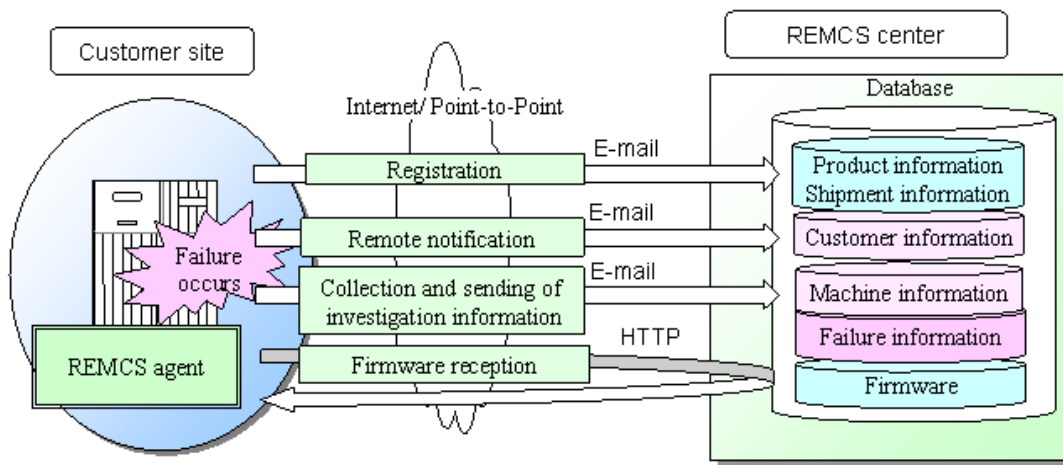 Customer site
REMCS center
Internet/ Point-to-Point
Database
Registration
E-mail
Product information
Shipment information
Remote notification
E-mail
Customer information
Failure
occurs
Collection and sending of
investigation information
E-mail
Machine information
Failure information
REMCS agent
Firmware reception
HTTP
Firmware